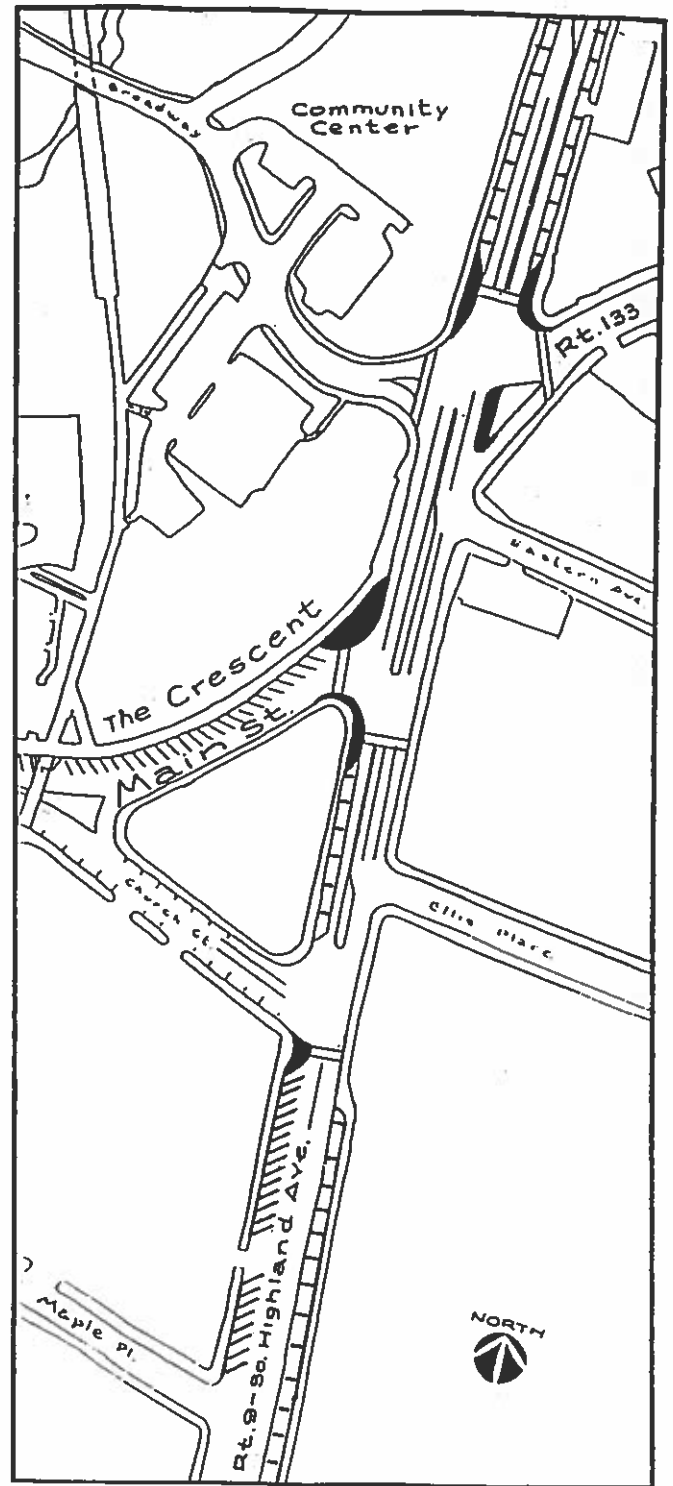 Broadway
Community
Center
Rt. 133
Eastern Ave.
The Crescent
Main St.
Church St.
Ellis Place
Rt. 9-So. Highland Ave.
Maple Pl.
NORTH